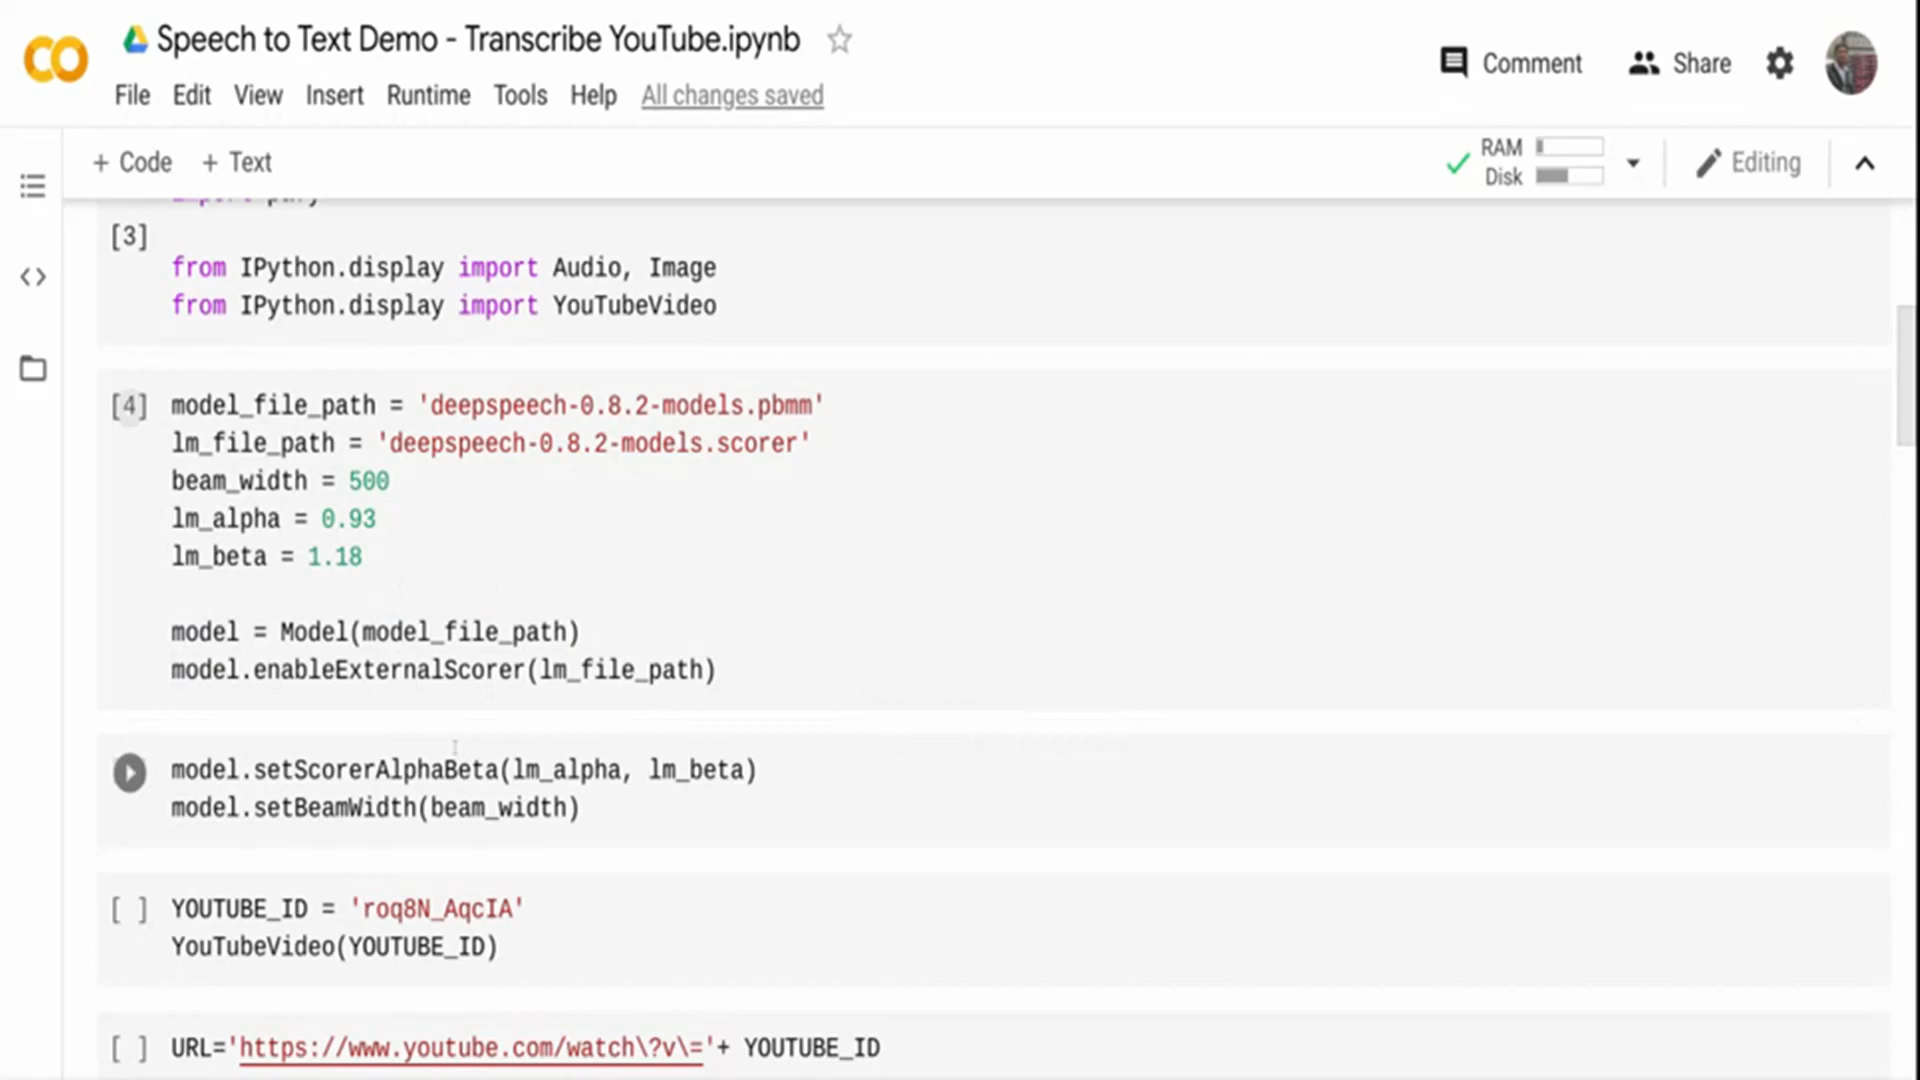 Speech to Text Demo - Transcribe YouTube.ipynb
Comment
Share
File Edit View Insert Runtime Tools Help All changes saved
+ Code + Text
RAM
Disk
Editing
import
[3]
from IPython.display import Audio, Image
from IPython.display import YouTubeVideo
[4] model_file_path = 'deepspeech-0.8.2-models.pbmm'
lm_file_path = 'deepspeech-0.8.2-models.scorer'
beam_width = 500
lm_alpha = 0.93
lm_beta = 1.18
model = Model(model_file_path)
model.enableExternalScorer(lm_file_path)
model.setScorerAlphaBeta(lm_alpha, lm_beta)
model.setBeamWidth(beam_width)
[ ] YOUTUBE_ID = 'roq8N_AqcIA'
YouTubeVideo(YOUTUBE_ID)
[ ] URL='https://www.youtube.com/watch\?v\='+ YOUTUBE_ID